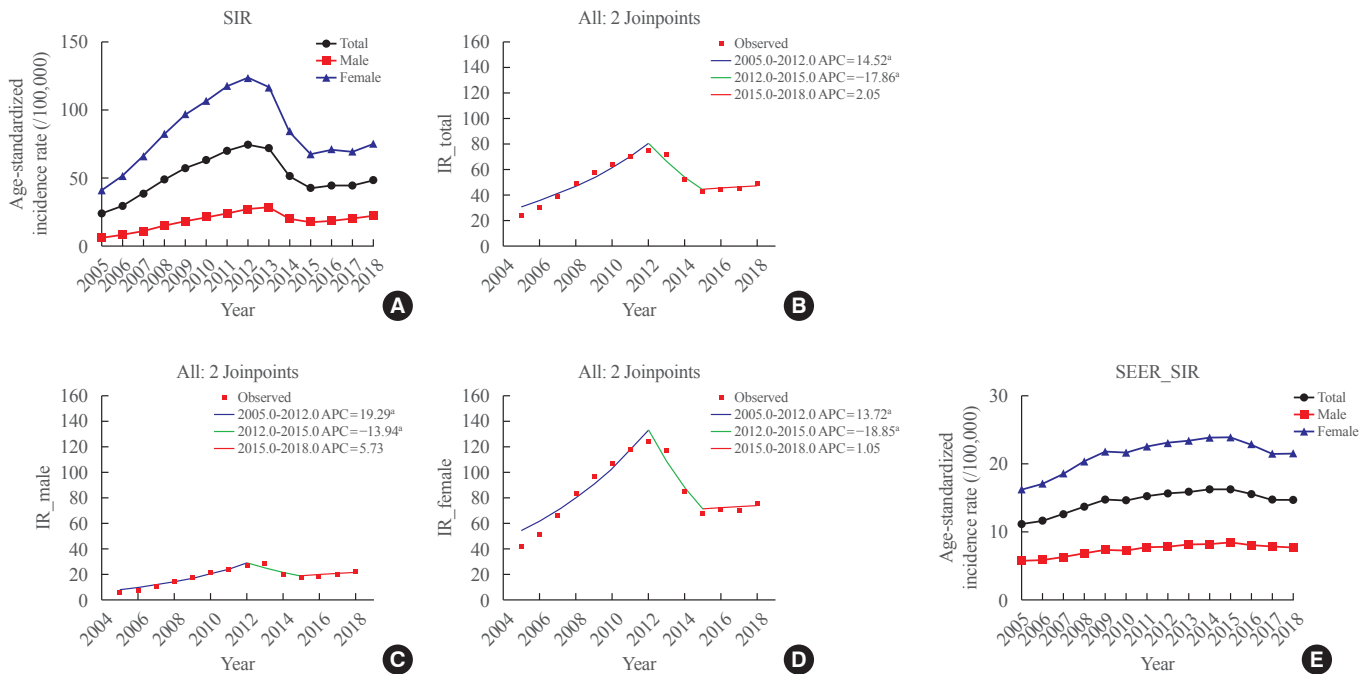 SIR
Age-standardized
incidence rate (/100,000)
150
100
50
0
Total
Male
Female
2005
2006
2007
2008
2009
2010
2011
2012
2013
2014
2015
2016
2017
2018
Year
A
All: 2 Joinpoints
IR_total
160
140
120
100
80
60
40
20
0
Observed
2005.0-2012.0 APC=14.52ª
2012.0-2015.0 APC=−17.86ª
2015.0-2018.0 APC=2.05
2004
2006
2008
2010
2012
2014
2016
2018
Year
B
All: 2 Joinpoints
IR_male
160
140
120
100
80
60
40
20
0
Observed
2005.0-2012.0 APC=19.29ª
2012.0-2015.0 APC=−13.94ª
2015.0-2018.0 APC=5.73
2004
2006
2008
2010
2012
2014
2016
2018
Year
C
All: 2 Joinpoints
IR_female
160
140
120
100
80
60
40
20
0
Observed
2005.0-2012.0 APC=13.72ª
2012.0-2015.0 APC=−18.85ª
2015.0-2018.0 APC=1.05
2004
2006
2008
2010
2012
2014
2016
2018
Year
D
SEER_SIR
Age-standardized
incidence rate (/100,000)
30
20
10
0
Total
Male
Female
2005
2006
2007
2008
2009
2010
2011
2012
2013
2014
2015
2016
2017
2018
Year
E